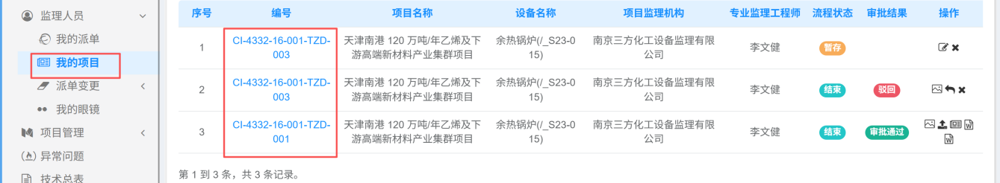 监理人员
我的派单
我的项目
派单变更
我的眼镜
项目管理
异常问题
技术总表
序号 编号 项目名称 设备名称 项目监理机构 专业监理工程师 流程状态 审批结果 操作
1 CI-4332-16-001-TZD- 天津南港 120 万吨/年乙烯及下 余热锅炉(/_S23-0 南京三方化工设备监理有限 李文健 暂存
003 游高端新材料产业集群项目 15) 公司
2 CI-4332-16-001-TZD- 天津南港 120 万吨/年乙烯及下 余热锅炉(/_S23-0 南京三方化工设备监理有限 李文健 结束 驳回
003 游高端新材料产业集群项目 15) 公司
3 CI-4332-16-001-TZD- 天津南港 120 万吨/年乙烯及下 余热锅炉(/_S23-0 南京三方化工设备监理有限 李文健 结束 审批通过
001 游高端新材料产业集群项目 15) 公司
第 1 到 3 条，共 3 条记录。